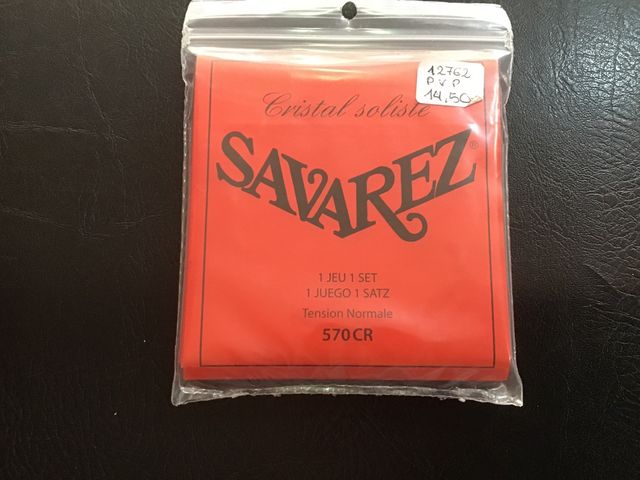 12762
P V P
14,50
Cristal soliste
SAVAREZ®
1 JEU 1 SET
1 JUEGO 1 SATZ
Tension Normale
570CR